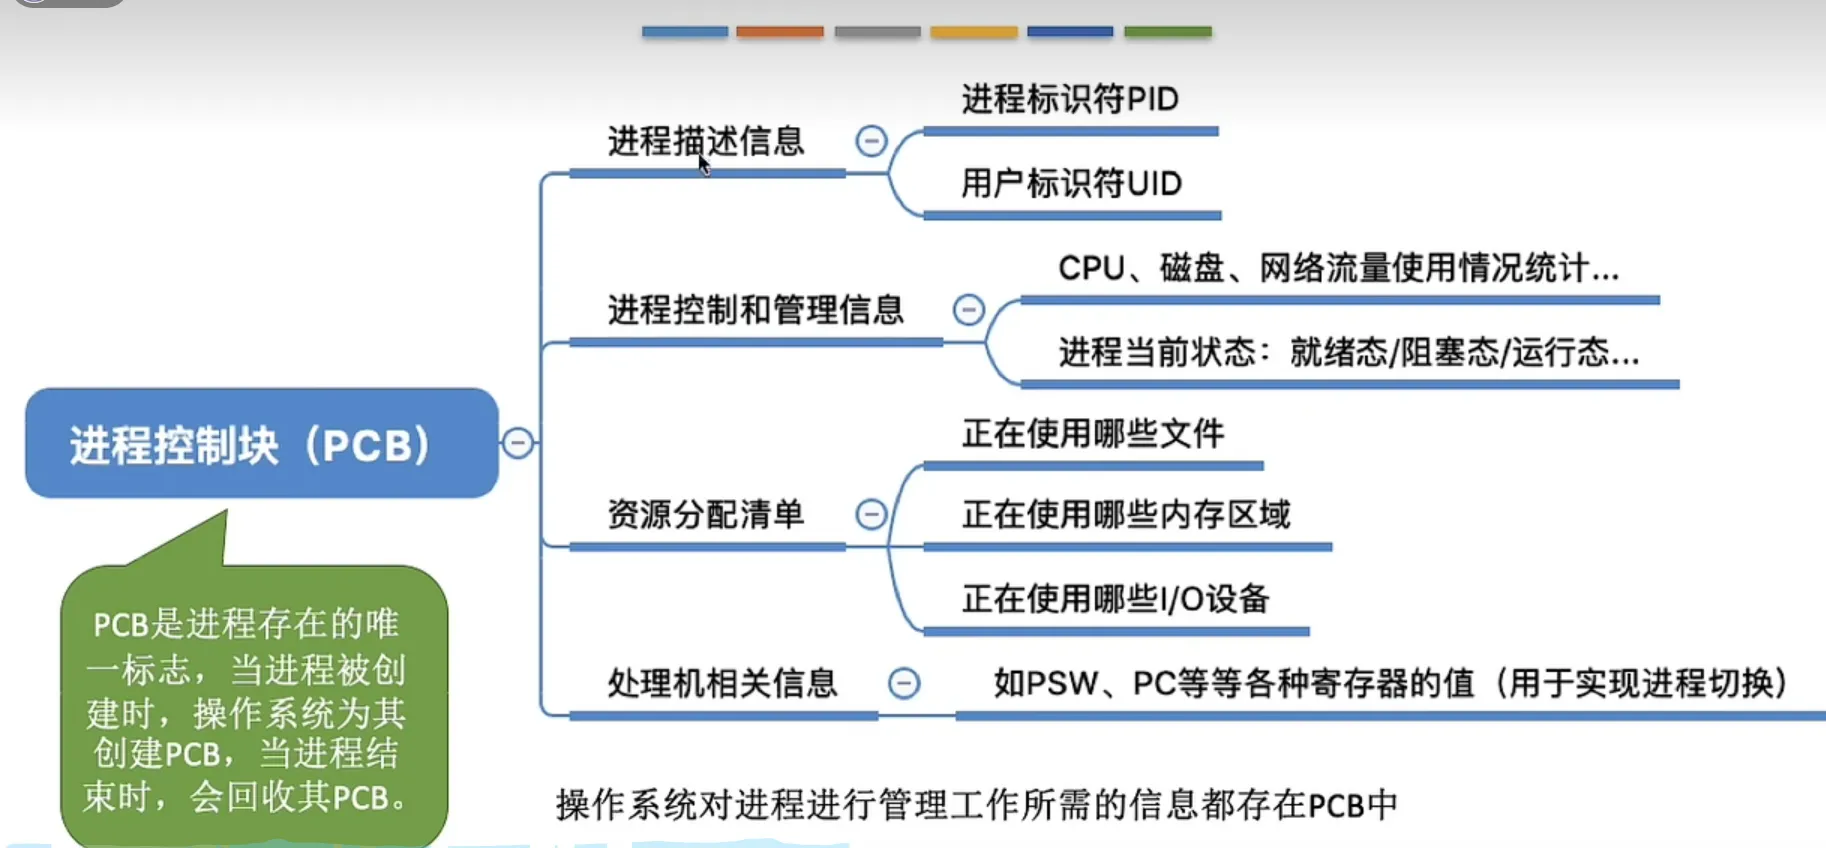 进程标识符PID
进程描述信息
用户标识符UID
CPU、磁盘、网络流量使用情况统计...
进程控制和管理信息
进程当前状态：就绪态/阻塞态/运行态...
进程控制块（PCB）
正在使用哪些文件
资源分配清单
正在使用哪些内存区域
正在使用哪些I/O设备
处理机相关信息
如PSW、PC等等各种寄存器的值（用于实现进程切换）
PCB是进程存在的唯
一标志，当进程被创
建时，操作系统为其
创建PCB，当进程结
束时，会回收其PCB。
操作系统对进程进行管理工作所需的信息都存在PCB中